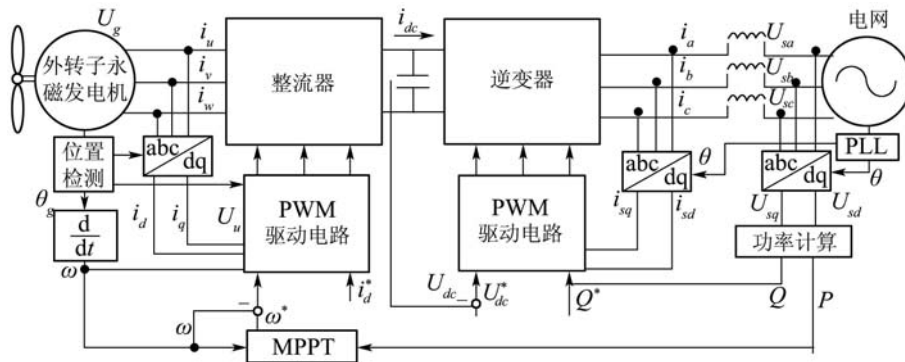 U_g
i_u
i_v
i_w
外转子永
磁发电机
整流器
i_dc
逆变器
i_a
i_b
i_c
U_sa
U_sb
U_sc
电网
位置
检测
abc
dq
θ_g
d
dt
ω
i_d
i_q
U_u
PWM
驱动电路
i_d*
PWM
驱动电路
U_dc
−
U_dc*
Q*
i_sq
i_sd
abc
dq
θ
abc
dq
PLL
θ
U_sq
U_sd
功率计算
Q
P
−
ω
ω*
MPPT